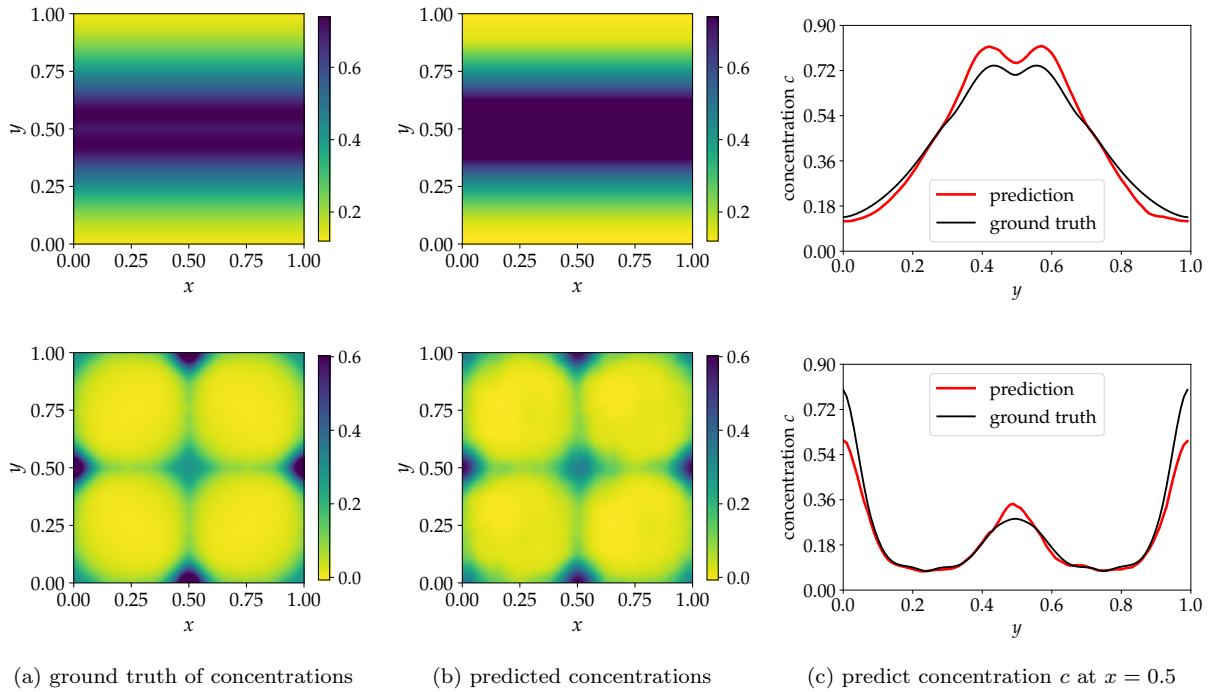 1.00
0.75
0.50
0.25
0.00
y
0.00 0.25 0.50 0.75 1.00
x
0.6
0.4
0.2
1.00
0.75
0.50
0.25
0.00
y
0.00 0.25 0.50 0.75 1.00
x
0.6
0.4
0.2
0.90
0.72
0.54
0.36
0.18
0.00
concentration c
prediction
ground truth
0.0 0.2 0.4 0.6 0.8 1.0
y
1.00
0.75
0.50
0.25
0.00
y
0.00 0.25 0.50 0.75 1.00
x
0.6
0.4
0.2
0.0
1.00
0.75
0.50
0.25
0.00
y
0.00 0.25 0.50 0.75 1.00
x
0.6
0.4
0.2
0.0
0.90
0.72
0.54
0.36
0.18
0.00
concentration c
prediction
ground truth
0.0 0.2 0.4 0.6 0.8 1.0
y
(a) ground truth of concentrations
(b) predicted concentrations
(c) predict concentration c at x = 0.5